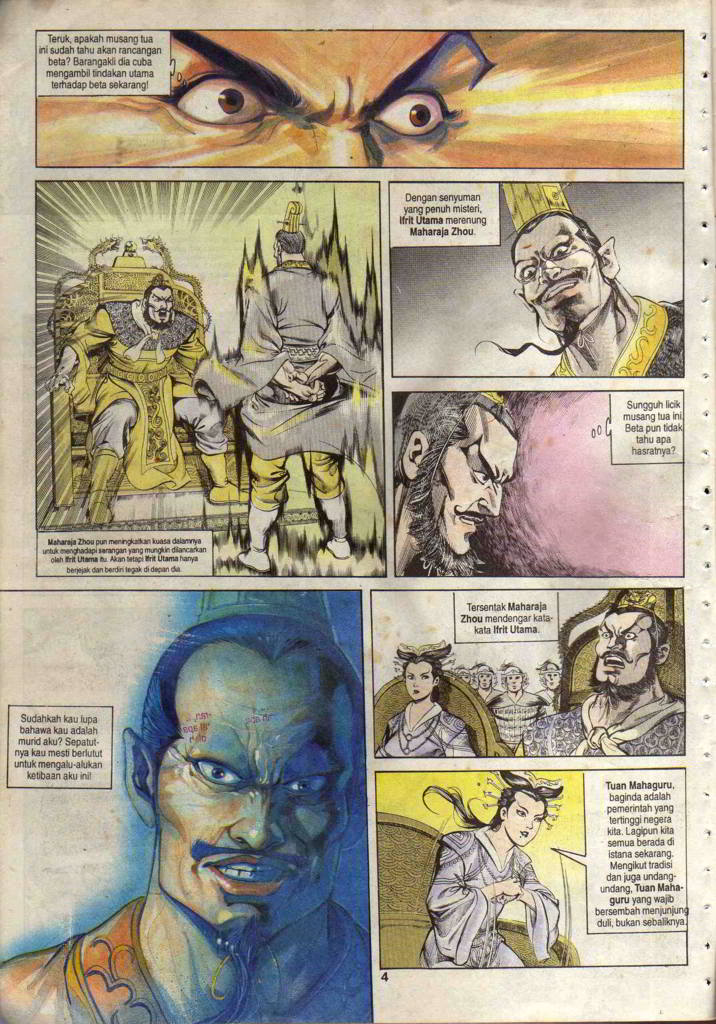 Teruk, apakah musang tua
ini sudah tahu akan rancangan
beta? Barangakli dia cuba
mengambil tindakan utama
terhadap beta sekarang!
Dengan senyuman
yang penuh misteri,
Ifrit Utama merenung
Maharaja Zhou.
Maharaja Zhou pun meningkatkan kuasa dalamnya
untuk menghadapi serangan yang mungkin dilancarkan
oleh Ifrit Utama itu. Akan tetapi Ifrit Utama hanya
berjejak dan berdiri tegak di depan dia.
Sungguh licik
musang tua ini.
Beta pun tidak
tahu apa
hasratnya?
Sudahkah kau lupa
bahawa kau adalah
murid aku? Sepatut-
nya kau mesti berlutut
untuk mengalu-alukan
ketibaan aku ini!
Tersentak Maharaja
Zhou mendengar kata-
kata Ifrit Utama.
Tuan Mahaguru,
baginda adalah
pemerintah yang
tertinggi negera
kita. Lagipun kita
semua berada di
istana sekarang.
Mengikut tradisi
dan juga undang-
undang, Tuan Maha-
guru yang wajib
bersembah menjunjung
duli, bukan sebaliknya.
4